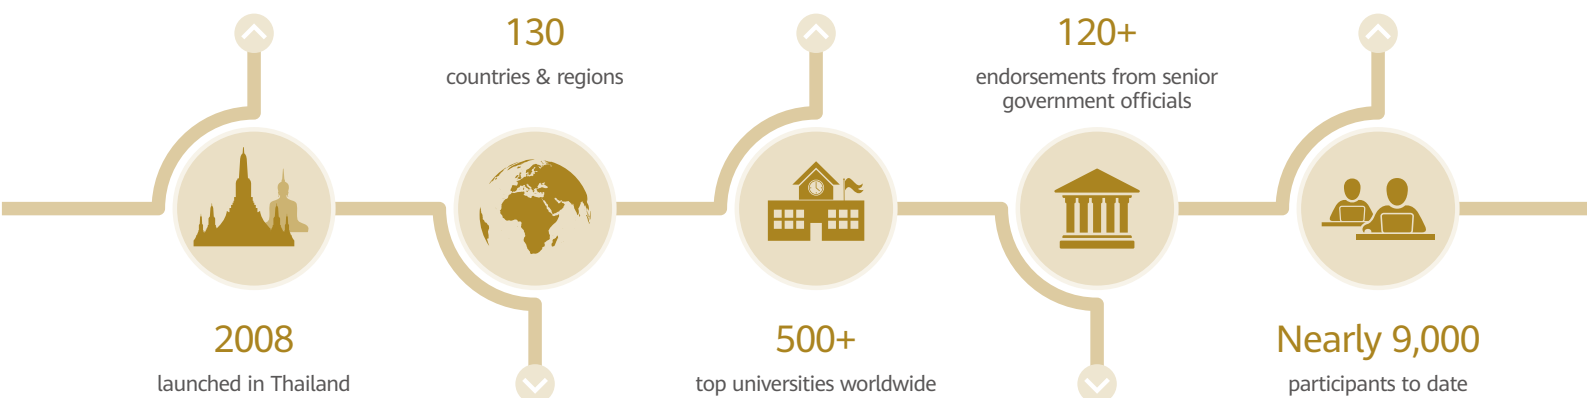 2008
launched in Thailand
130
countries & regions
500+
top universities worldwide
120+
endorsements from senior
government officials
Nearly 9,000
participants to date